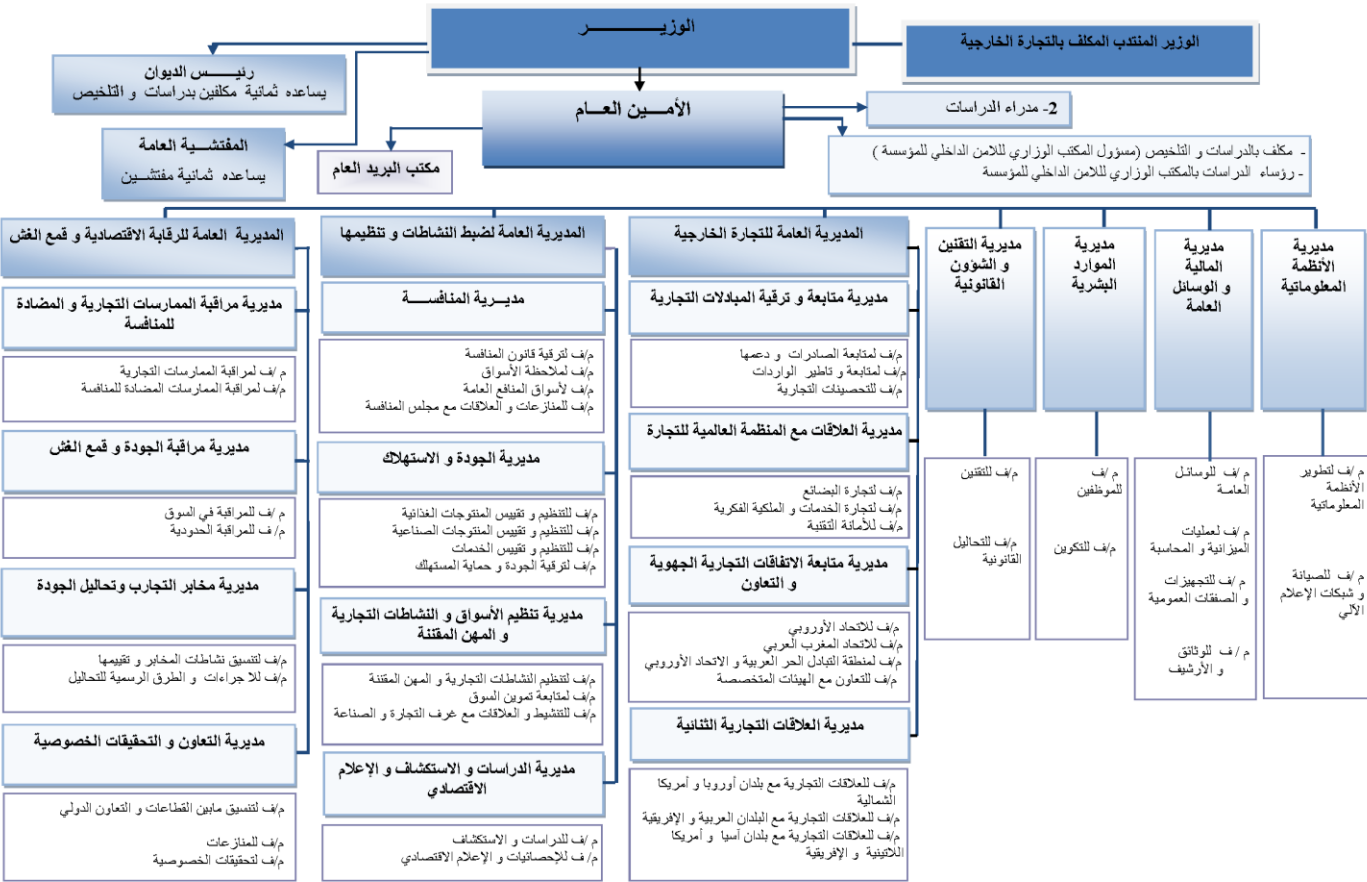 الوزيـــــــــــــر
الوزير المنتدب المكلف بالتجارة الخارجية
رئيـــــس الديوان
يساعده ثمانية مكلفين بدراسات و التلخيص
الأمـــين العـــام
2- مدراء الدراسات
المفتشـــية العامة
يساعده ثمانية مفتشـــين
مكتب البريد العام
- مكلف بالدراسات و التلخيص (مسؤول المكتب الوزاري للامن الداخلي للمؤسسة )
- رؤساء الدراسات بالمكتب الوزاري للامن الداخلي للمؤسسة
مديرية
الأنظمة
المعلوماتية
م /ف لتطوير
الأنظمة
المعلوماتية
م /ف للصيانة
و شبكات الإعلام
الآلي
مديرية
المالية
و الوسائل
العامة
م /ف للوسائل
العامة
م /ف لعمليات
الميزانية و المحاسبة
م /ف للتجهيزات
و الصفقات العمومية
م / ف للوثائق
و الأرشيف
مديرية
الموارد
البشرية
م/ف
للموظفين
م/ف للتكوين
مديرية التقنين
و الشؤون
القانونية
م/ف للتقنين
م/ف للتحاليل
القانونية
المديرية العامة للتجارة الخارجية
مديرية متابعة و ترقية المبادلات التجارية
م/ف لمتابعة الصادرات و دعمها
م/ف لمتابعة و تاطير الواردات
م/ف للتحصينات التجارية
مديرية العلاقات مع المنظمة العالمية للتجارة
م/ف لتجارة البضائع
م/ف لتجارة الخدمات و الملكية الفكرية
م/ف للأمانة التقنية
مديرية متابعة الاتفاقات التجارية الجهوية
و التعاون
م/ف للاتحاد الأوروبي
م/ف للاتحاد المغرب العربي
م/ف لمنطقة التبادل الحر العربية و الاتحاد الأوروبي
م/ف للتعاون مع الهيئات المتخصصة
مديرية العلاقات التجارية الثنائية
م/ف للعلاقات التجارية مع بلدان أوروبا و أمريكا
الشمالية
م/ف للعلاقات التجارية مع البلدان العربية و الإفريقية
م/ف للعلاقات التجارية مع بلدان آسيا و أمريكا
اللاتينية و الإفريقية
المديرية العامة لضبط النشاطات و تنظيمها
مديـــرية المنافســـــة
م/ف لترقية قانون المنافسة
م/ف لملاحظة الأسواق
م/ف لأسواق المنافع العامة
م/ف للمنازعات و العلاقات مع مجلس المنافسة
مديرية الجودة و الاستهلاك
م/ف للتنظيم و تقييس المنتوجات الغذائية
م/ف للتنظيم و تقييس المنتوجات الصناعية
م/ف للتنظيم و تقييس الخدمات
م/ف لترقية الجودة و حماية المستهلك
مديرية تنظيم الأسواق و النشاطات التجارية
و المهن المقتننة
م/ف لتنظيم النشاطات التجارية و المهن المقتننة
م/ف لمتابعة تموين السوق
م/ف للتنشيط و العلاقات مع غرف التجارة و الصناعة
مديرية الدراسات و الاستكشاف و الإعلام
الاقتصادي
م /ف للدراسات و الاستكشاف
م/ ف للإحصائيات و الإعلام الاقتصادي
المديرية العامة للرقابة الاقتصادية و قمع الغش
مديرية مراقبة الممارسات التجارية و المضادة
للمنافسة
م /ف لمراقبة الممارسات التجارية
م/ف لمراقبة الممارسات المضادة للمنافسة
مديرية مراقبة الجودة و قمع الغش
م /ف للمراقبة في السوق
م/ ف للمراقبة الحدودية
مديرية مخابر التجارب وتحاليل الجودة
م/ف لتنسيق نشاطات المخابر و تقييمها
م/ف للا جراءات و الطرق الرسمية للتحاليل
مديرية التعاون و التحقيقات الخصوصية
م/ف لتنسيق مابين القطاعات و التعاون الدولي
م/ف للمنازعات
م/ف لتحقيقات الخصوصية